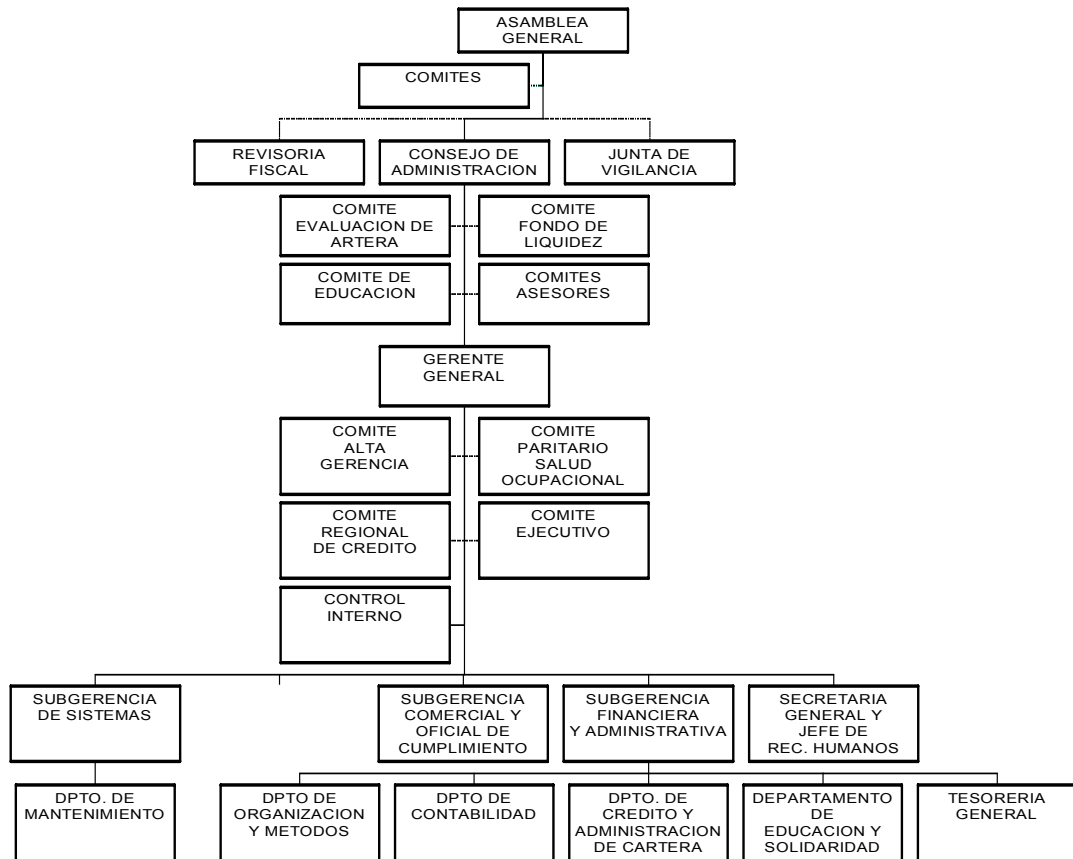 ASAMBLEA
GENERAL
COMITES
REVISORIA
FISCAL
CONSEJO DE
ADMINISTRACION
JUNTA DE
VIGILANCIA
COMITE
EVALUACION DE
ARTERA
COMITE
FONDO DE
LIQUIDEZ
COMITE DE
EDUCACION
COMITES
ASESORES
GERENTE
GENERAL
COMITE
ALTA
GERENCIA
COMITE
PARITARIO
SALUD
OCUPACIONAL
COMITE
REGIONAL
DE CREDITO
COMITE
EJECUTIVO
CONTROL
INTERNO
SUBGERENCIA
DE SISTEMAS
SUBGERENCIA
COMERCIAL Y
OFICIAL DE
CUMPLIMIENTO
SUBGERENCIA
FINANCIERA
Y ADMINISTRATIVA
SECRETARIA
GENERAL Y
JEFE DE
REC. HUMANOS
DPTO. DE
MANTENIMIENTO
DPTO DE
ORGANIZACION
Y METODOS
DPTO DE
CONTABILIDAD
DPTO. DE
CREDITO Y
ADMINISTRACION
DE CARTERA
DEPARTAMENTO
DE
EDUCACION Y
SOLIDARIDAD
TESORERIA
GENERAL